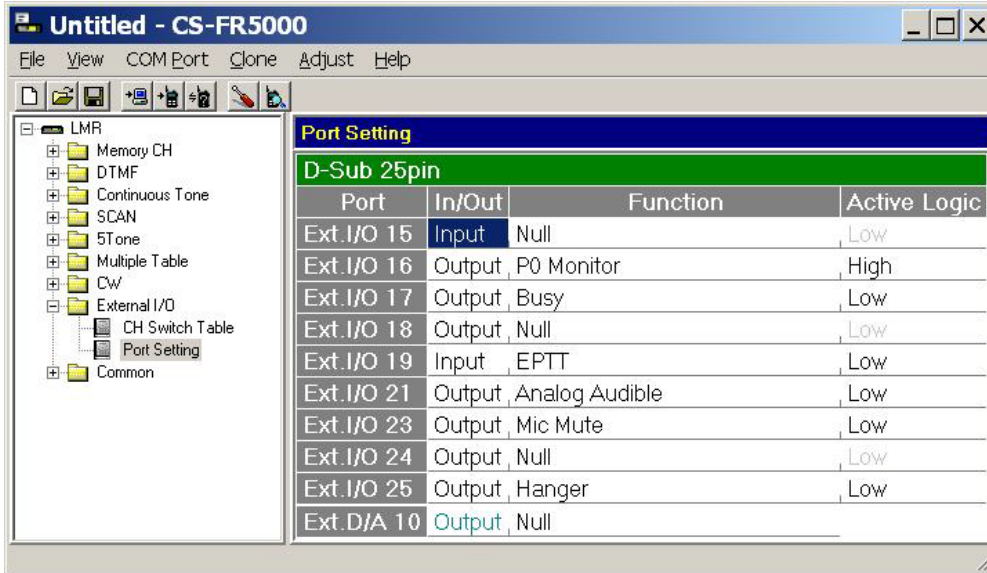 Untitled - CS-FR5000
File View COM Port Clone Adjust Help
LMR
Memory CH
DTMF
Continuous Tone
SCAN
5Tone
Multiple Table
CW
External I/O
CH Switch Table
Port Setting
Common
Port Setting
D-Sub 25pin
Port In/Out Function Active Logic
Ext.I/O 15 Input Null Low
Ext.I/O 16 Output P0 Monitor High
Ext.I/O 17 Output Busy Low
Ext.I/O 18 Output Null Low
Ext.I/O 19 Input EPTT Low
Ext.I/O 21 Output Analog Audible Low
Ext.I/O 23 Output Mic Mute Low
Ext.I/O 24 Output Null Low
Ext.I/O 25 Output Hanger Low
Ext.D/A 10 Output Null